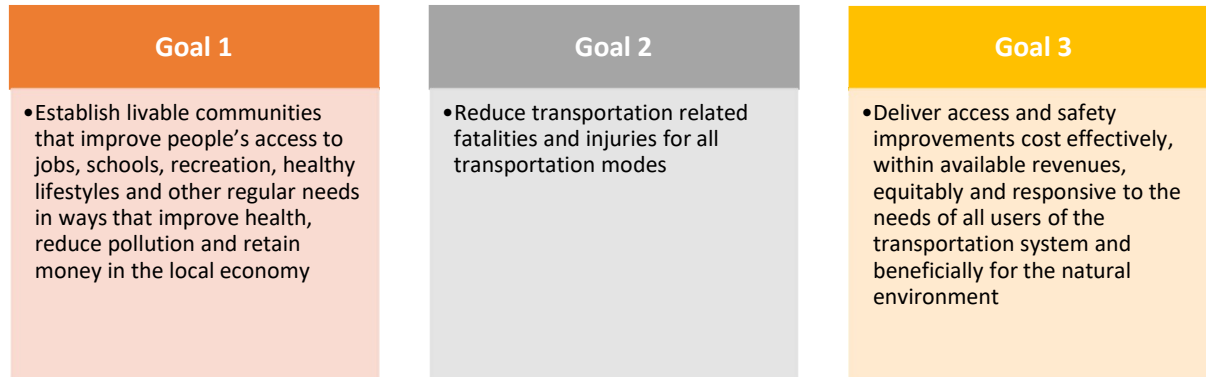 Goal 1
•Establish livable communities
that improve people’s access to
jobs, schools, recreation, healthy
lifestyles and other regular needs
in ways that improve health,
reduce pollution and retain
money in the local economy
Goal 2
•Reduce transportation related
fatalities and injuries for all
transportation modes
Goal 3
•Deliver access and safety
improvements cost effectively,
within available revenues,
equitably and responsive to the
needs of all users of the
transportation system and
beneficially for the natural
environment